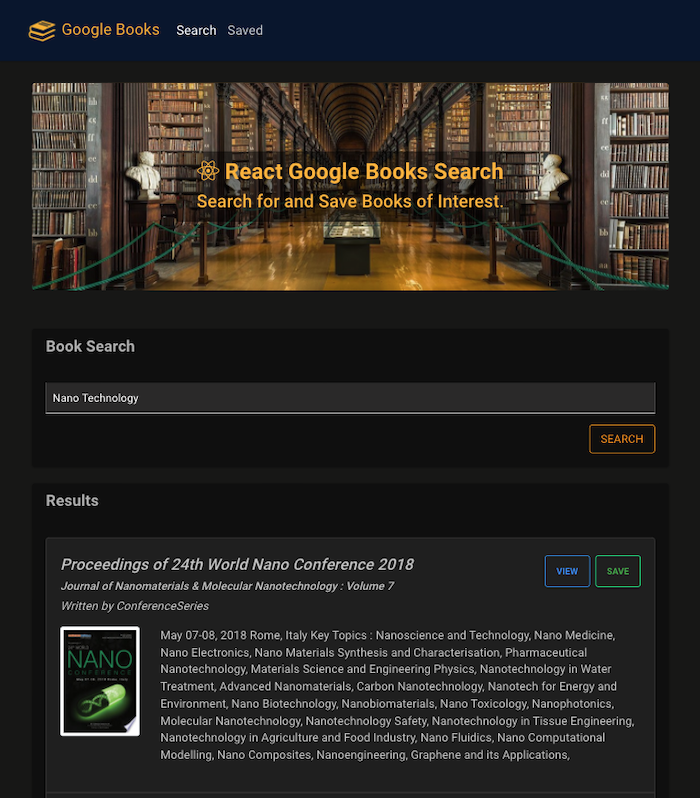 Google Books Search Saved
React Google Books Search
Search for and Save Books of Interest.
Book Search
Nano Technology
SEARCH
Results
Proceedings of 24th World Nano Conference 2018
Journal of Nanomaterials & Molecular Nanotechnology : Volume 7
Written by ConferenceSeries
VIEW SAVE
NANO
CONFERENCE
May 07-08, 2018 Rome, Italy Key Topics : Nanoscience and Technology, Nano Medicine,
Nano Electronics, Nano Materials Synthesis and Characterisation, Pharmaceutical
Nanotechnology, Materials Science and Engineering Physics, Nanotechnology in Water
Treatment, Advanced Nanomaterials, Carbon Nanotechnology, Nanotech for Energy and
Environment, Nano Biotechnology, Nanobiomaterials, Nano Toxicology, Nanophotonics,
Molecular Nanotechnology, Nanotechnology Safety, Nanotechnology in Tissue Engineering,
Nanotechnology in Agriculture and Food Industry, Nano Fluidics, Nano Computational
Modelling, Nano Composites, Nanoengineering, Graphene and its Applications,